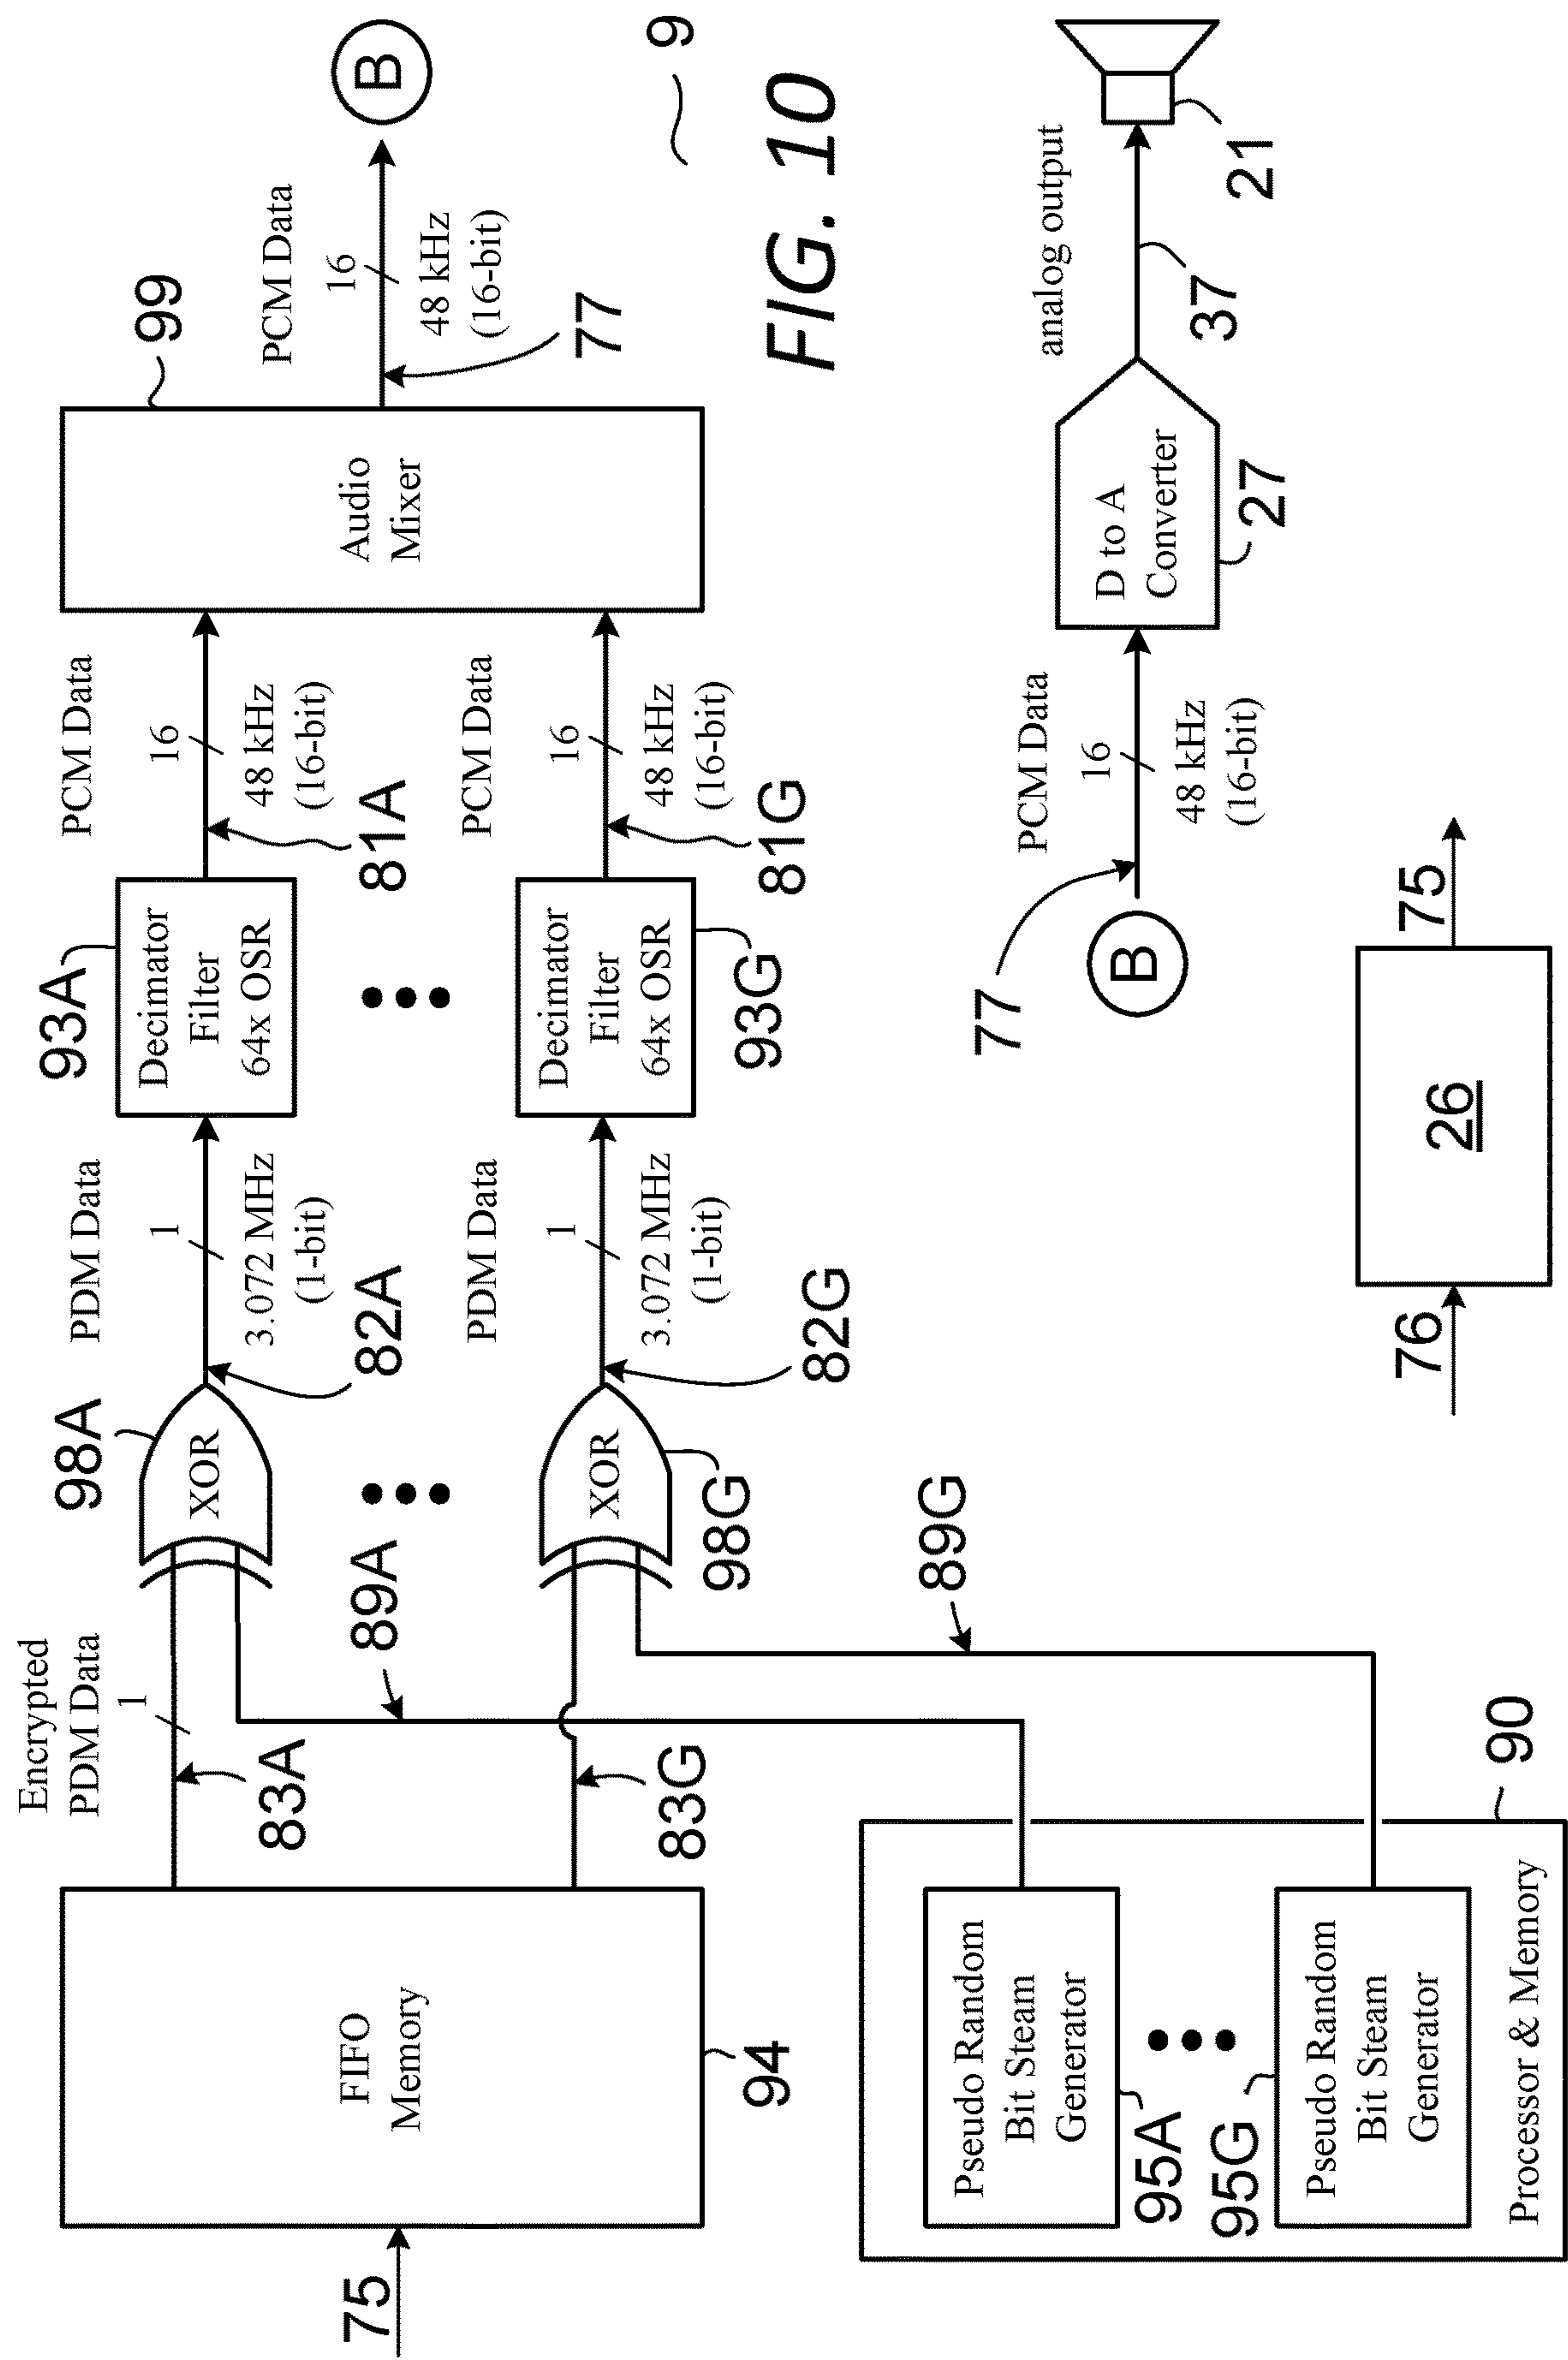 75
FIFO
Memory
94
Encrypted
PDM Data
1
83A
83G
89A
89G
98A
XOR
98G
XOR
PDM Data
1
3.072 MHz
(1-bit)
82A
PDM Data
1
3.072 MHz
(1-bit)
82G
93A
Decimator
Filter
64x OSR
Decimator
Filter
64x OSR
93G
PCM Data
16
48 kHz
(16-bit)
81A
PCM Data
16
48 kHz
(16-bit)
81G
Audio
Mixer
99
PCM Data
16
48 kHz
(16-bit)
77
B
9
FIG. 10
Pseudo Random
Bit Steam
Generator
95A
95G
Pseudo Random
Bit Steam
Generator
Processor & Memory
90
76
26
75
B
77
PCM Data
16
48 kHz
(16-bit)
D to A
Converter
27
analog output
37
21